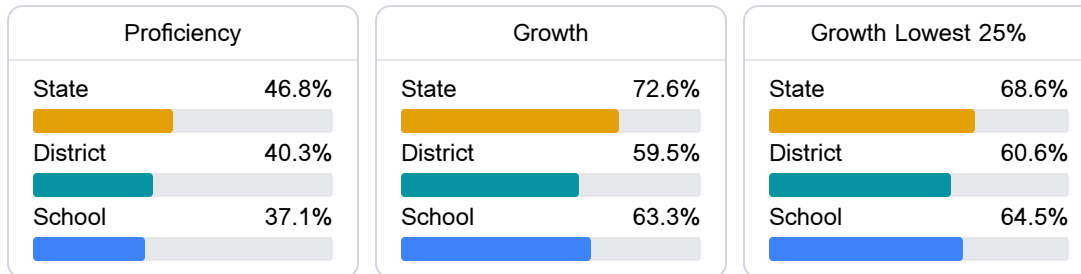 Proficiency
State 46.8%
District 40.3%
School 37.1%
Growth
State 72.6%
District 59.5%
School 63.3%
Growth Lowest 25%
State 68.6%
District 60.6%
School 64.5%